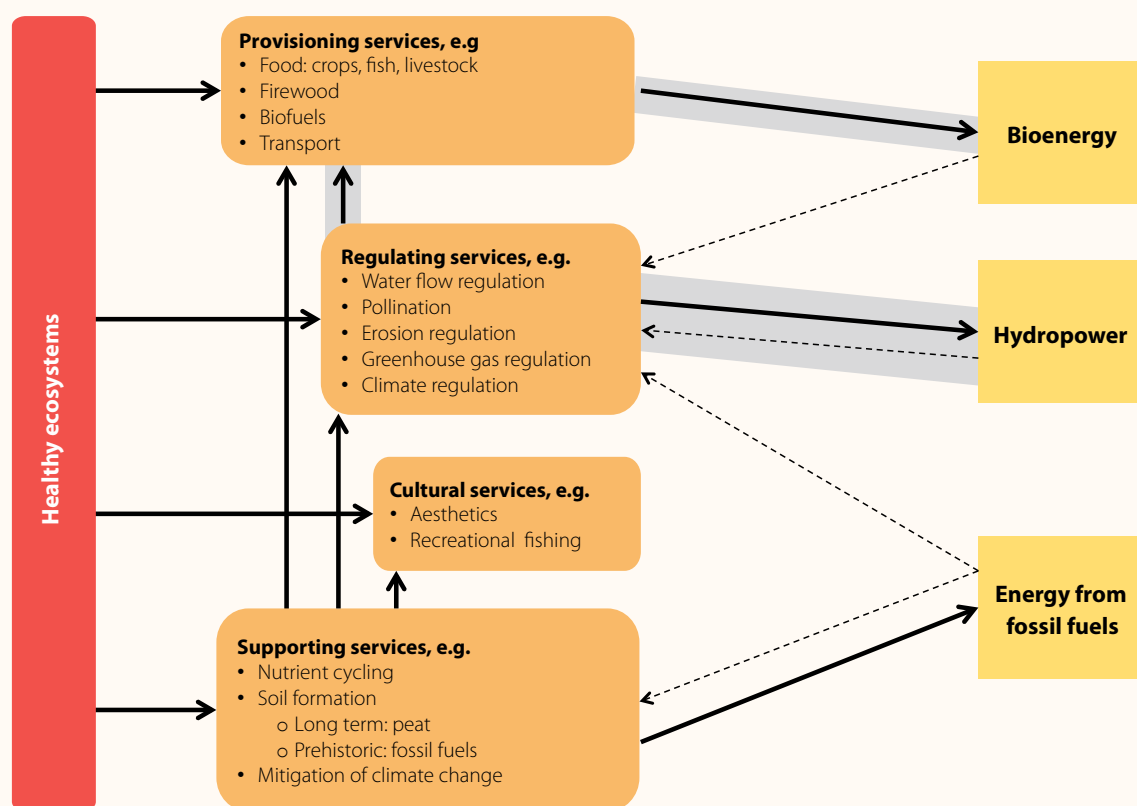 Healthy ecosystems
Provisioning services, e.g
• Food: crops, fish, livestock
• Firewood
• Biofuels
• Transport
Regulating services, e.g.
• Water flow regulation
• Pollination
• Erosion regulation
• Greenhouse gas regulation
• Climate regulation
Cultural services, e.g.
• Aesthetics
• Recreational fishing
Supporting services, e.g.
• Nutrient cycling
• Soil formation
o Long term: peat
o Prehistoric: fossil fuels
• Mitigation of climate change
Bioenergy
Hydropower
Energy from
fossil fuels